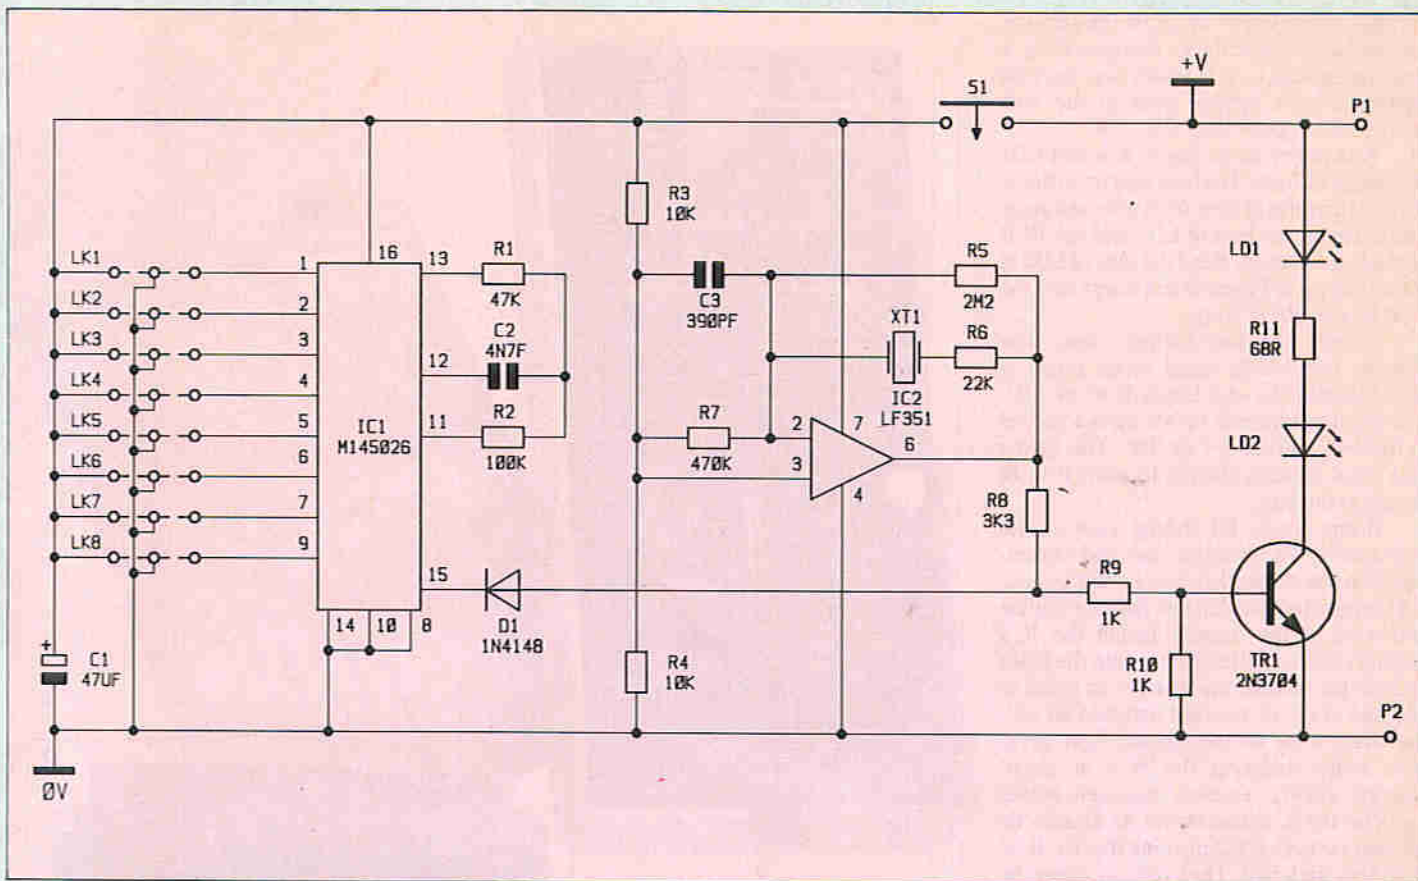 +V
S1
P1
R3
10K
LK1
1
16
13
R1
47K
R5
2M2
LD1
LK2
2
C3
390PF
C2
4N7F
XT1
R6
22K
R11
68R
LK3
3
12
LK4
4
IC2
LF351
LK5
5
IC1
M145026
11
R2
100K
R7
470K
2
3
7
6
4
LD2
LK6
6
LK7
7
R8
3K3
LK8
9
15
R9
1K
14
10
8
D1
1N4148
+
C1
47UF
R4
10K
R10
1K
TR1
2N3704
P2
0V